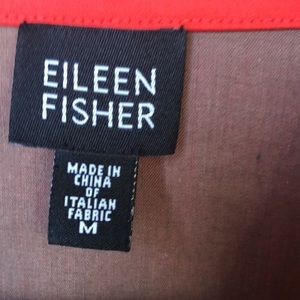 EILEEN
FISHER
MADE IN
CHINA
OF
ITALIAN
FABRIC
M